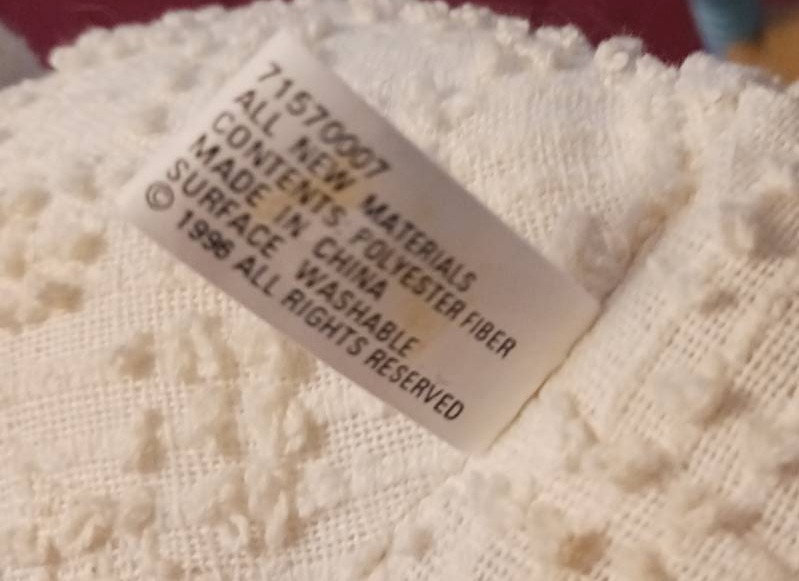 71570007
ALL NEW MATERIALS
CONTENTS POLYESTER FIBER
MADE IN CHINA
SURFACE WASHABLE
© 1996 ALL RIGHTS RESERVED